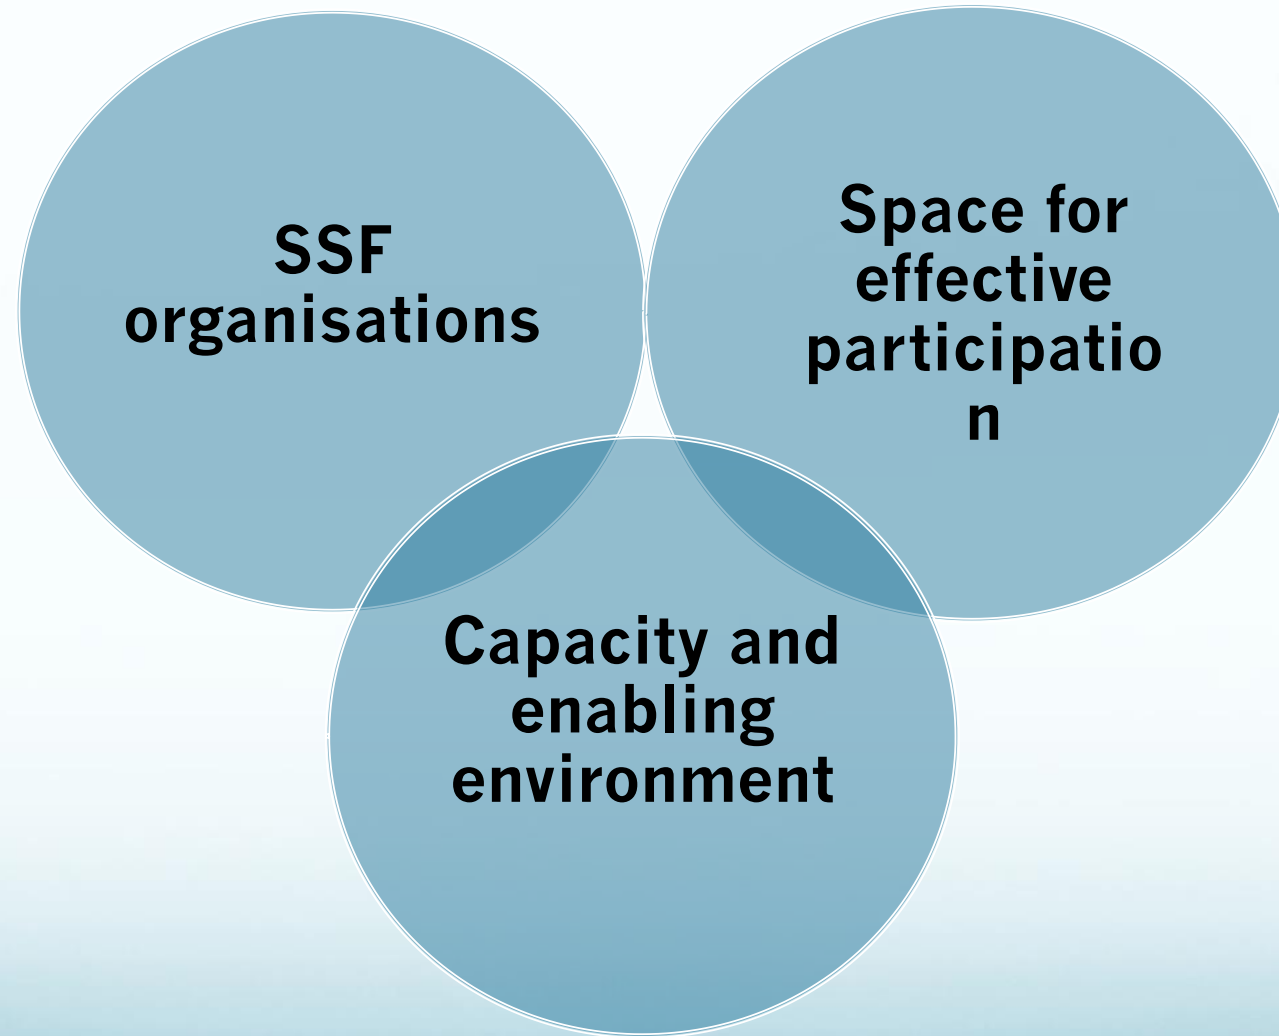 SSF
organisations
Space for
effective
participatio
n
Capacity and
enabling
environment